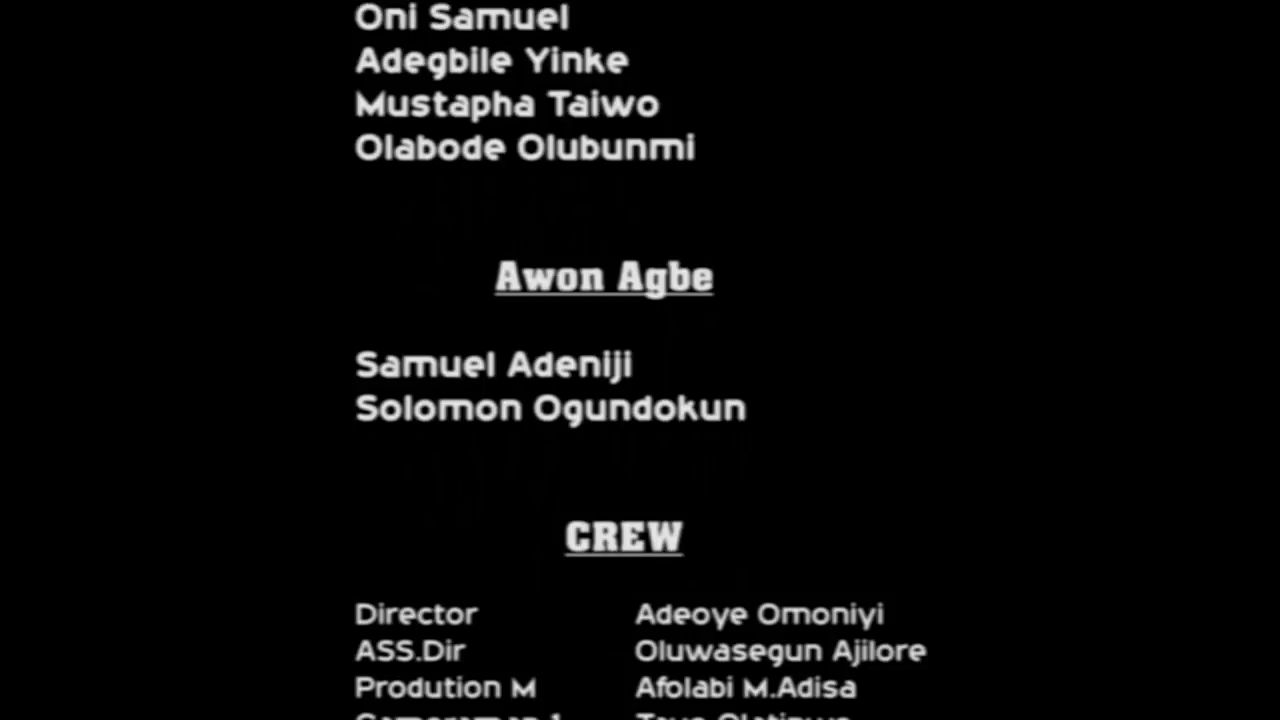 Oni Samuel
Adegbile Yinke
Mustapha Taiwo
Olabode Olubunmi
Awon Agbe
Samuel Adeniji
Solomon Ogundokun
CREW
Director Adeoye Omoniyi
ASS.Dir Oluwasegun Ajilore
Prodution M Afolabi M.Adisa